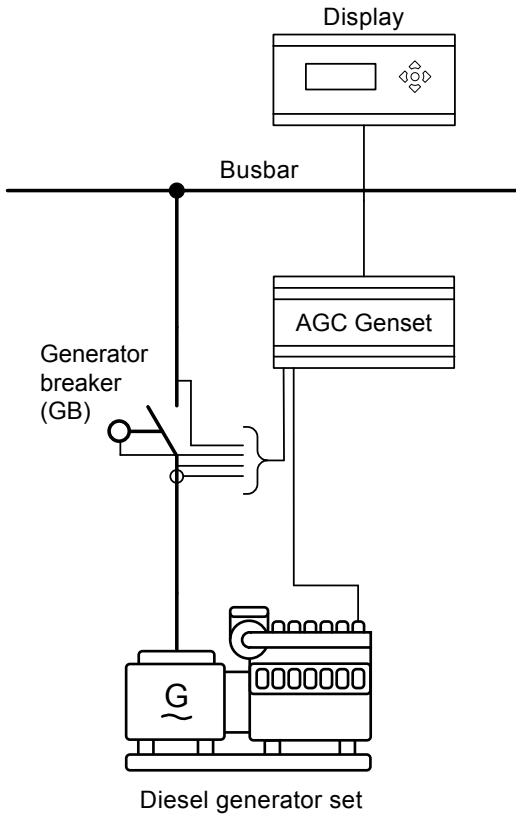 Display
Busbar
AGC Genset
Generator
breaker
(GB)
G
Diesel generator set